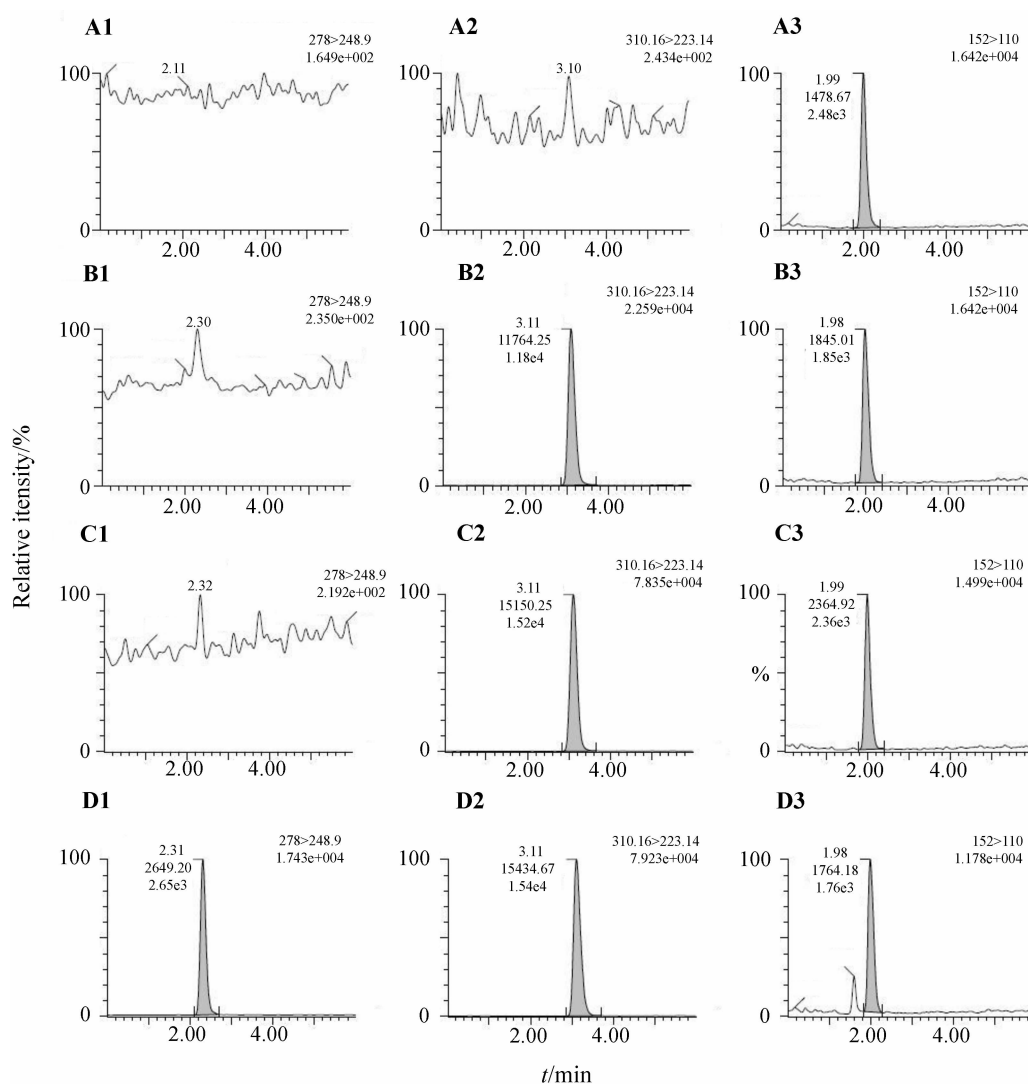 A1
278>248.9
1.649e+002
2.11
100
0
2.00 4.00
A2
310.16>223.14
2.434e+002
3.10
100
0
2.00 4.00
A3
152>110
1.642e+004
1.99
1478.67
2.48e3
100
0
2.00 4.00
B1
278>248.9
2.350e+002
2.30
100
0
2.00 4.00
B2
310.16>223.14
2.259e+004
3.11
11764.25
1.18e4
100
0
2.00 4.00
B3
152>110
1.642e+004
1.98
1845.01
1.85e3
100
0
2.00 4.00
Relative itensity/%
C1
278>248.9
2.192e+002
2.32
100
0
2.00 4.00
C2
310.16>223.14
7.835e+004
3.11
15150.25
1.52e4
100
0
2.00 4.00
C3
152>110
1.499e+004
1.99
2364.92
2.36e3
100
%
0
2.00 4.00
D1
278>248.9
1.743e+004
2.31
2649.20
2.65e3
100
0
2.00 4.00
D2
310.16>223.14
7.923e+004
3.11
15434.67
1.54e4
100
0
2.00 4.00
D3
152>110
1.178e+004
1.98
1764.18
1.76e3
100
0
2.00 4.00
t/min